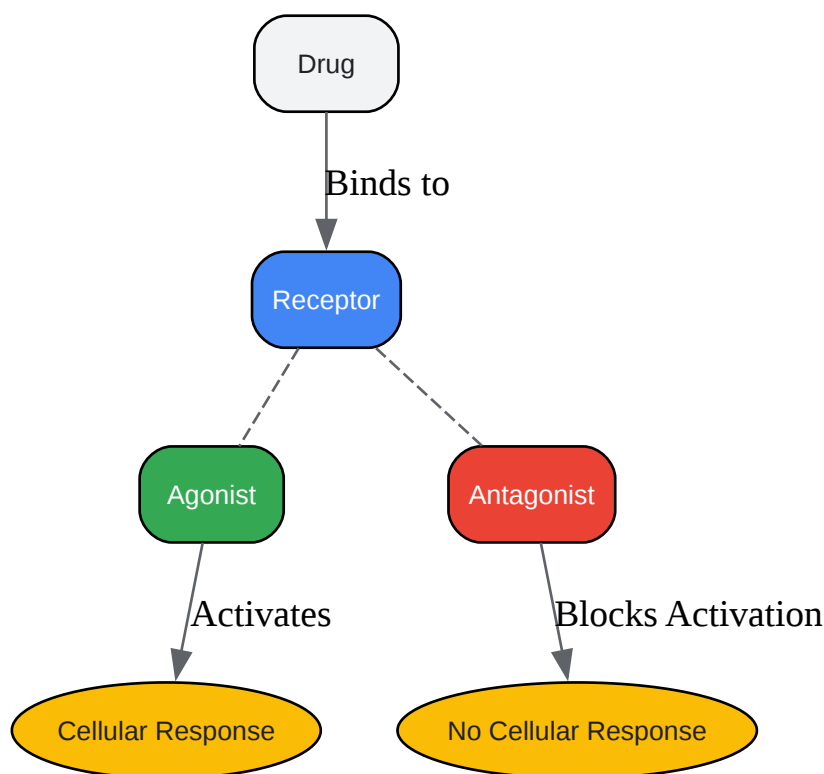 Drug
Binds to
Receptor
Agonist
Antagonist
Activates
Blocks Activation
Cellular Response
No Cellular Response